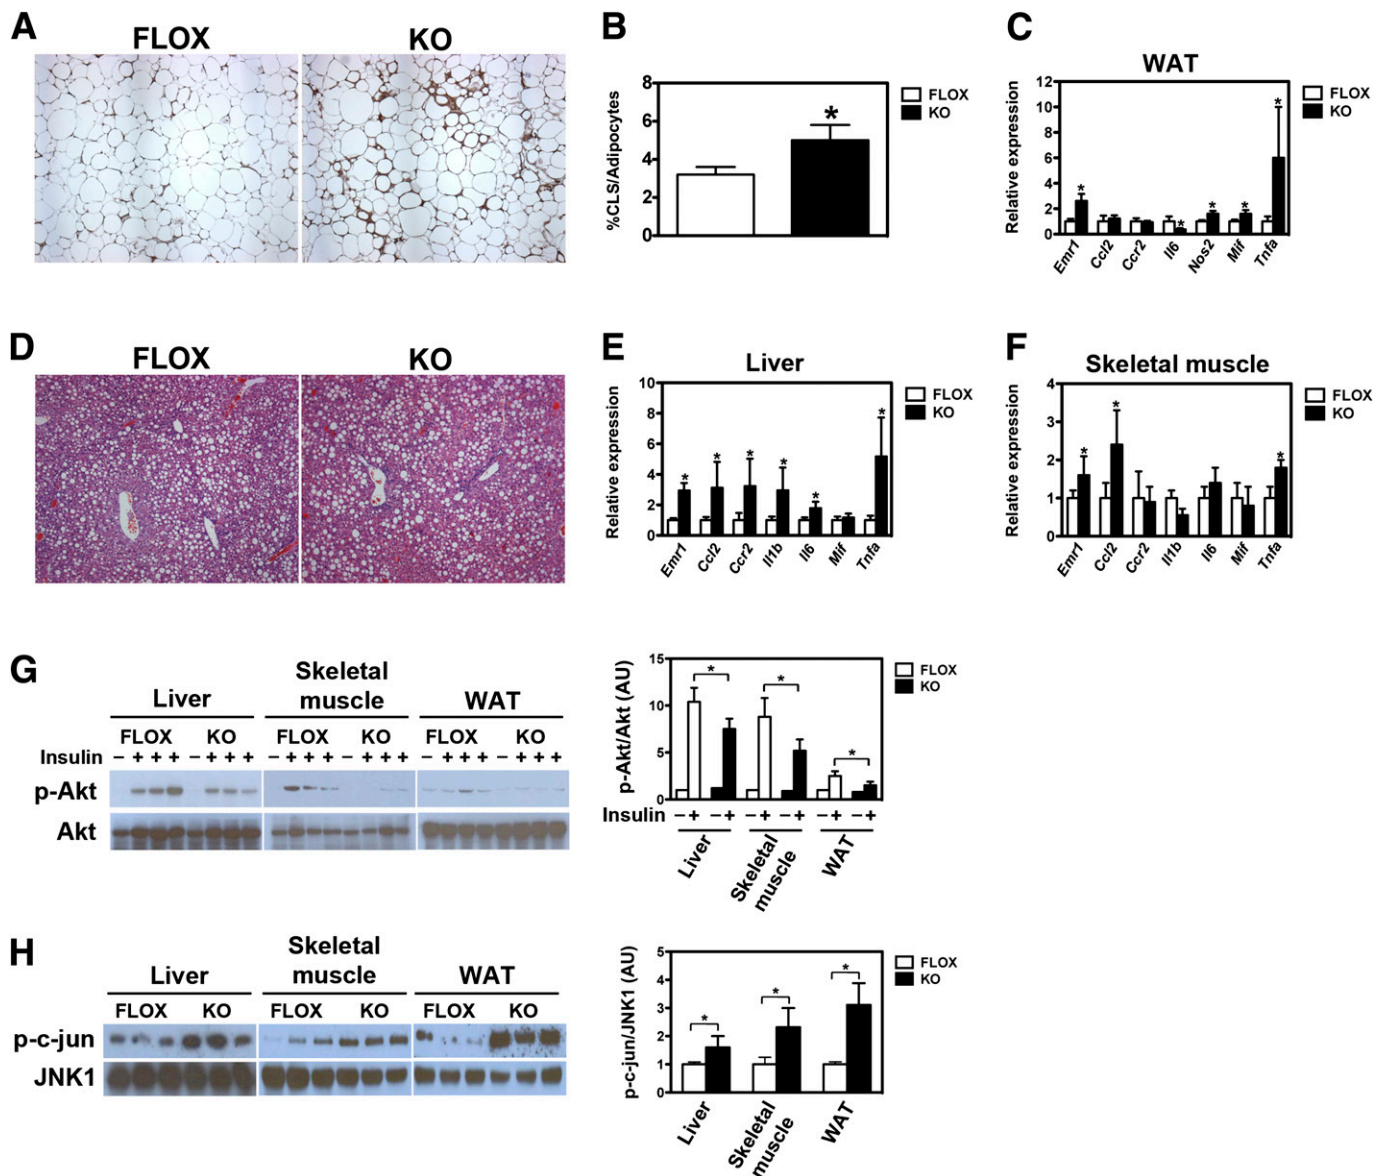 A
FLOX
KO
B
%CLS/Adipocytes
8
6
4
2
0
*
FLOX
KO
C
WAT
Relative expression
12
10
8
6
4
2
0
* * * * *
FLOX
KO
Emr1 Ccl2 Ccr2 Il6 Nos2 Mif Tnfa
D
FLOX
KO
E
Liver
Relative expression
10
8
6
4
2
0
* * * * * *
FLOX
KO
Emr1 Ccl2 Ccr2 Il1b Il6 Mif Tnfa
F
Skeletal muscle
Relative expression
4
3
2
1
0
* * *
FLOX
KO
Emr1 Ccl2 Ccr2 Il1b Il6 Mif Tnfa
G
Liver
Skeletal
muscle
WAT
FLOX KO FLOX KO FLOX KO
Insulin − + + + − + + + − + + + − + + + − + + + − + + +
p-Akt
Akt
p-Akt/Akt (AU)
15
10
5
0
* * *
FLOX
KO
Insulin − + − + − + − + − + − +
Liver
Skeletal
muscle
WAT
H
Liver
Skeletal
muscle
WAT
FLOX KO FLOX KO FLOX KO
p-c-jun
JNK1
p-c-jun/JNK1 (AU)
5
4
3
2
1
0
* * *
FLOX
KO
Liver
Skeletal
muscle
WAT